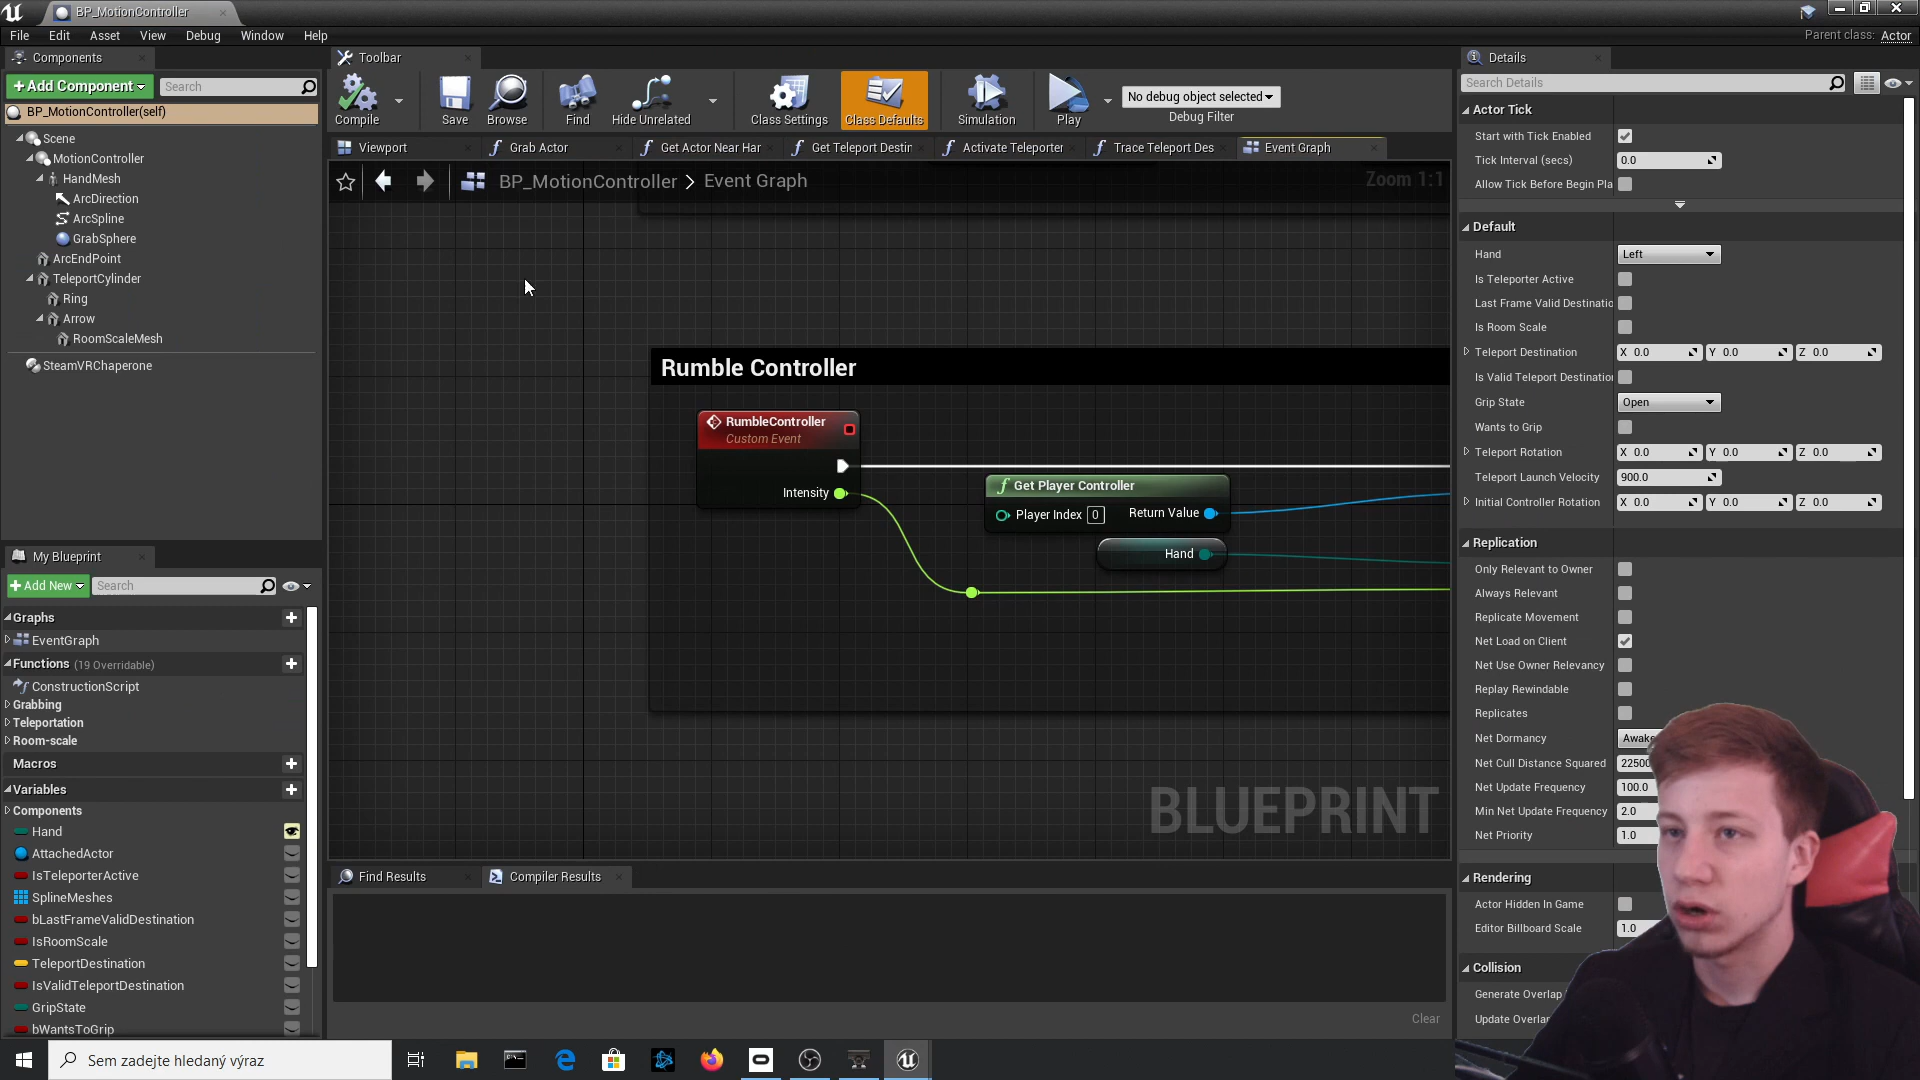 BP_MotionController
File Edit Asset View Debug Window Help
Parent class: Actor
Components
+Add Component
Search
BP_MotionController(self)
Scene
MotionController
HandMesh
ArcDirection
ArcSpline
GrabSphere
ArcEndPoint
TeleportCylinder
Ring
Arrow
RoomScaleMesh
SteamVRChaperone
My Blueprint
+Add New
Search
Graphs
EventGraph
Functions (19 Overridable)
ConstructionScript
Grabbing
Teleportation
Room-scale
Macros
Variables
Components
Hand
AttachedActor
IsTeleporterActive
SplineMeshes
bLastFrameValidDestination
IsRoomScale
TeleportDestination
IsValidTeleportDestination
GripState
bWantsToGrip
Toolbar
Compile
Save
Browse
Find
Hide Unrelated
Class Settings
Class Defaults
Simulation
Play
No debug object selected
Debug Filter
Viewport
Grab Actor
Get Actor Near Har
Get Teleport Destir
Activate Teleporter
Trace Teleport Des
Event Graph
BP_MotionController > Event Graph
Zoom 1:1
Rumble Controller
RumbleController
Custom Event
Intensity
Get Player Controller
Player Index 0
Return Value
Hand
BLUEPRINT
Find Results
Compiler Results
Clear
Details
Search Details
Actor Tick
Start with Tick Enabled
Tick Interval (secs) 0.0
Allow Tick Before Begin Pla
Default
Hand Left
Is Teleporter Active
Last Frame Valid Destinatic
Is Room Scale
Teleport Destination X 0.0 Y 0.0 Z 0.0
Is Valid Teleport Destinatior
Grip State Open
Wants to Grip
Teleport Rotation X 0.0 Y 0.0 Z 0.0
Teleport Launch Velocity 900.0
Initial Controller Rotation X 0.0 Y 0.0 Z 0.0
Replication
Only Relevant to Owner
Always Relevant
Replicate Movement
Net Load on Client
Net Use Owner Relevancy
Replay Rewindable
Replicates
Net Dormancy Awake
Net Cull Distance Squared 22500
Net Update Frequency 100.0
Min Net Update Frequency 2.0
Net Priority 1.0
Rendering
Actor Hidden In Game
Editor Billboard Scale 1.0
Collision
Generate Overlap
Update Overlap
Sem zadejte hledaný výraz